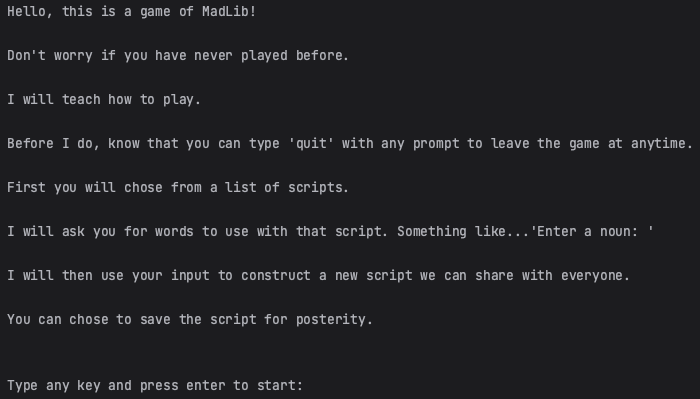 Hello, this is a game of MadLib!
Don't worry if you have never played before.
I will teach how to play.
Before I do, know that you can type 'quit' with any prompt to leave the game at anytime.
First you will chose from a list of scripts.
I will ask you for words to use with that script. Something like...'Enter a noun: '
I will then use your input to construct a new script we can share with everyone.
You can chose to save the script for posterity.
Type any key and press enter to start: